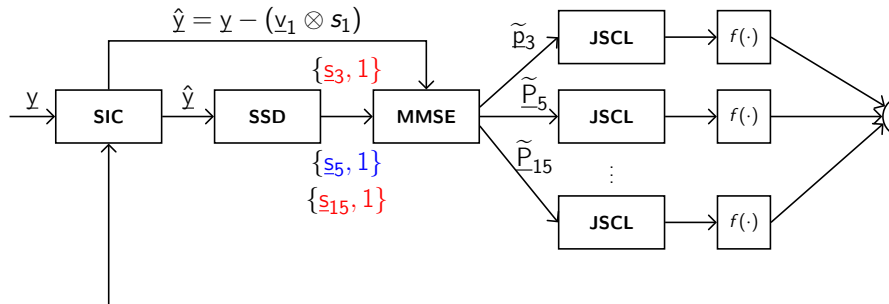 ŷ = y − (v₁ ⊗ s₁)
y
SIC
ŷ
SSD
{s₃, 1}
{s₅, 1}
{s₁₅, 1}
MMSE
p̃₃
JSCL
f(·)
P̃₅
JSCL
f(·)
P̃₁₅
⋮
JSCL
f(·)